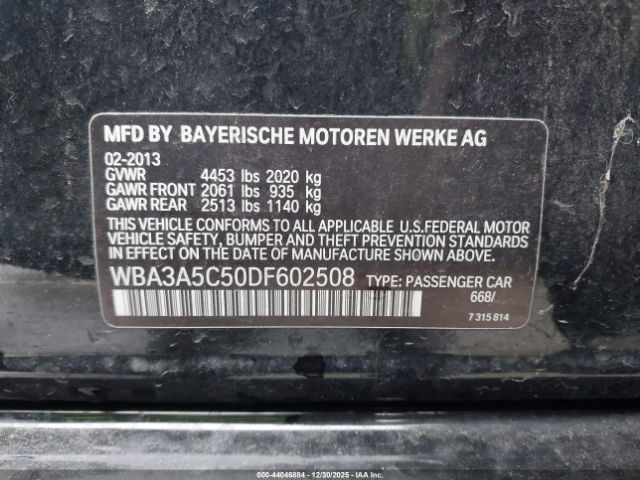 MFD BY BAYERISCHE MOTOREN WERKE AG
02-2013
GVWR 4453 lbs 2020 kg
GAWR FRONT 2061 lbs 935 kg
GAWR REAR 2513 lbs 1140 kg
THIS VEHICLE CONFORMS TO ALL APPLICABLE U.S.FEDERAL MOTOR
VEHICLE SAFETY, BUMPER AND THEFT PREVENTION STANDARDS
IN EFFECT ON THE DATE OF MANUFACTURE SHOWN ABOVE.
WBA3A5C50DF602508 TYPE: PASSENGER CAR
668/
7 315 814
000-44046884 | 12/30/2025 - IAA Inc.